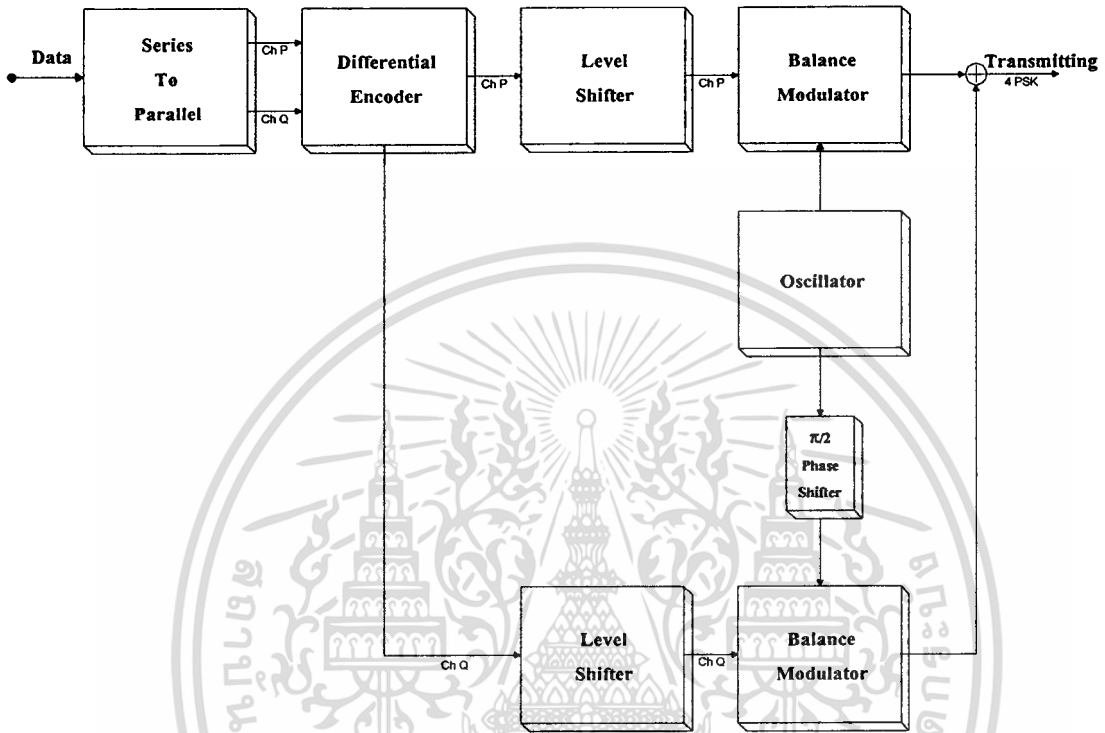 Data
Series
To
Parallel
Ch P
Ch Q
Differential
Encoder
Ch P
Level
Shifter
Ch P
Balance
Modulator
Transmitting
4 PSK
Oscillator
π/2
Phase
Shifter
Ch Q
Level
Shifter
Ch Q
Balance
Modulator